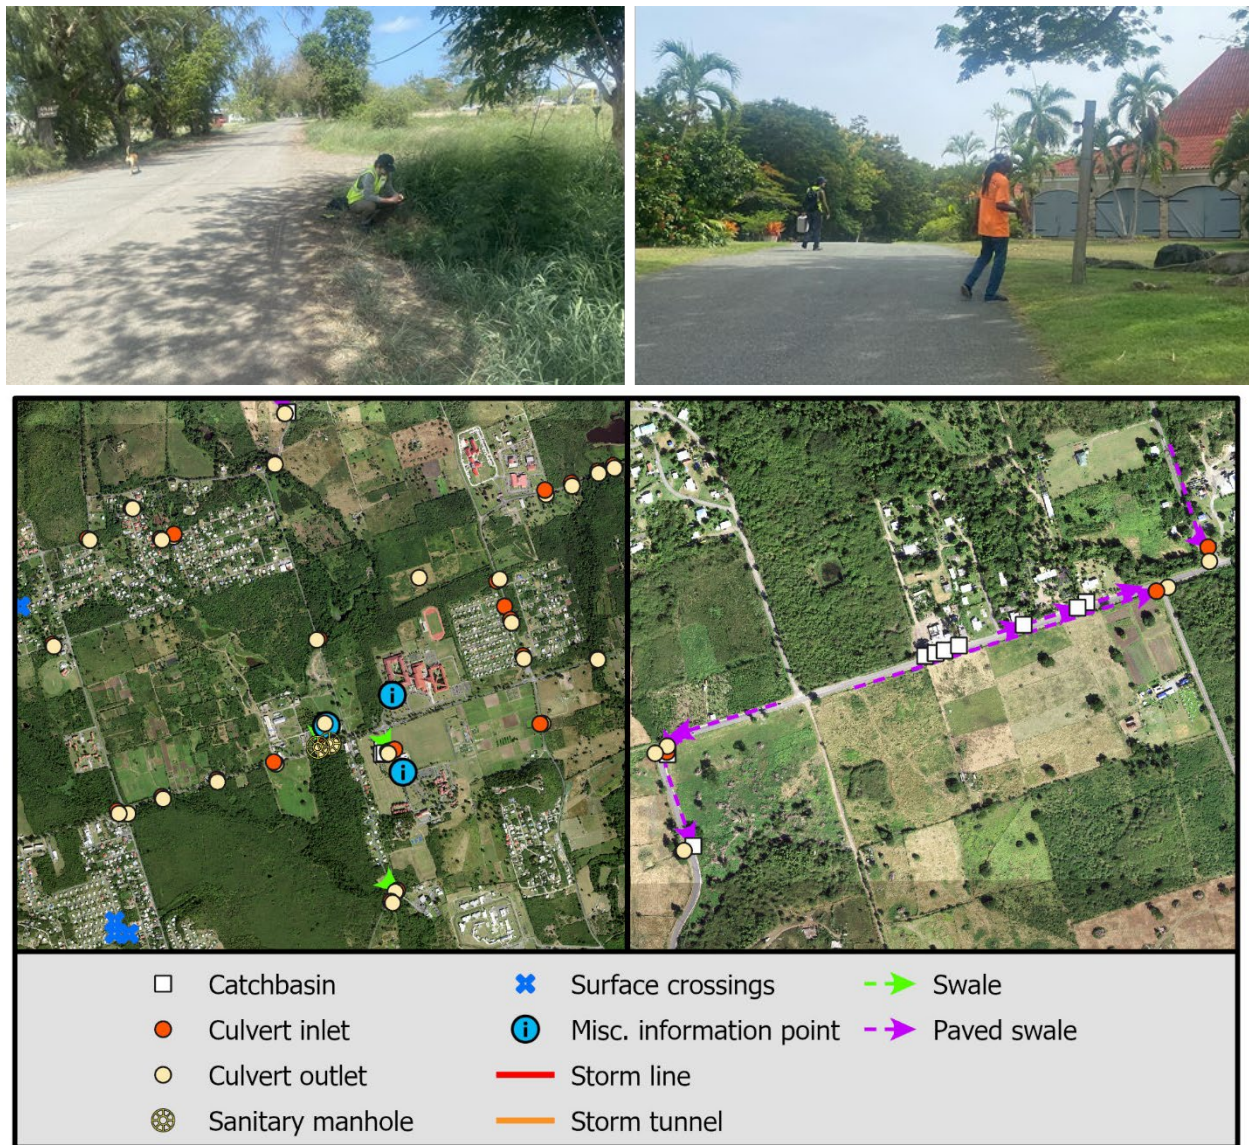 Catchbasin
Culvert inlet
Culvert outlet
Sanitary manhole
Surface crossings
Misc. information point
Storm line
Storm tunnel
Swale
Paved swale